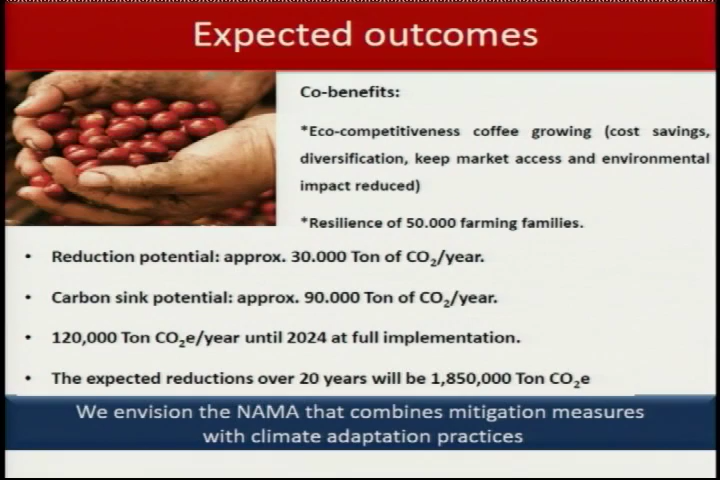 Expected outcomes
Co-benefits:
*Eco-competitiveness coffee growing (cost savings,
diversification, keep market access and environmental
impact reduced)
*Resilience of 50.000 farming families.
• Reduction potential: approx. 30.000 Ton of CO₂/year.
• Carbon sink potential: approx. 90.000 Ton of CO₂/year.
• 120,000 Ton CO₂e/year until 2024 at full implementation.
• The expected reductions over 20 years will be 1,850,000 Ton CO₂e
We envision the NAMA that combines mitigation measures
with climate adaptation practices